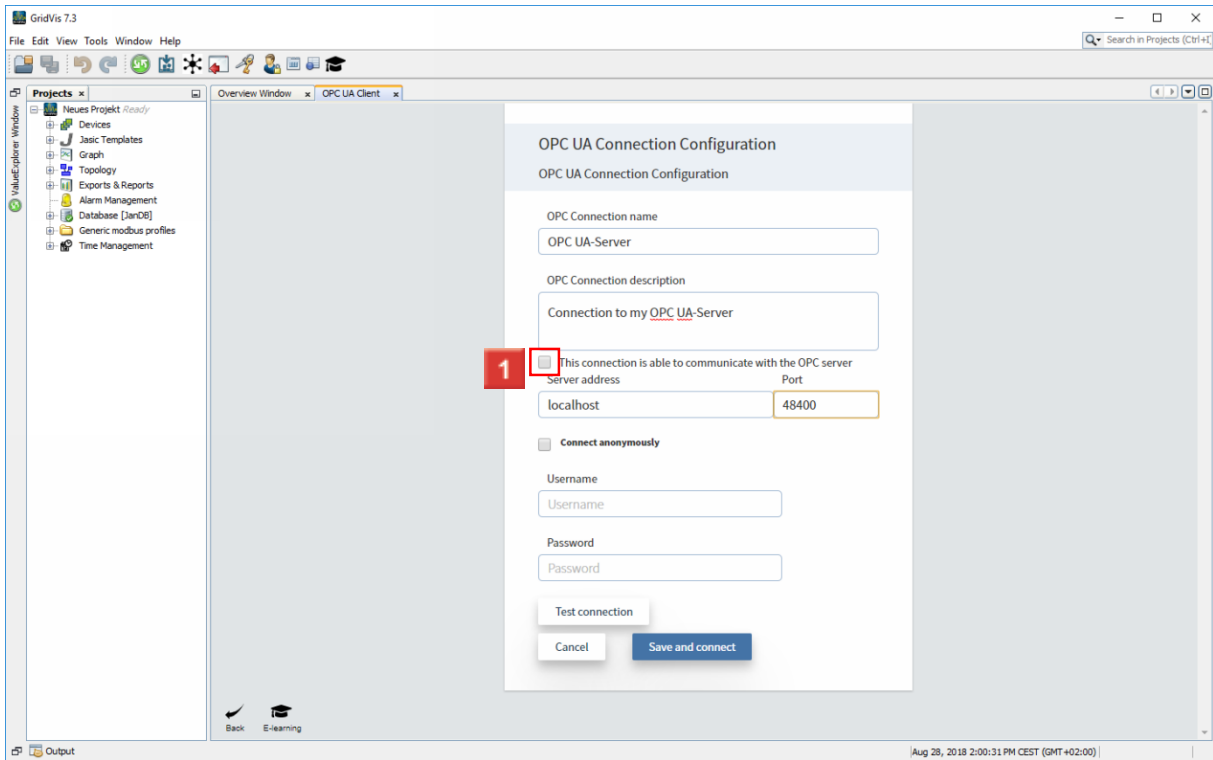 GridVis 7.3
File Edit View Tools Window Help
Search in Projects (Ctrl+I
ValueExplorer Window
Projects
Neues Projekt Ready
Devices
Jasic Templates
Graph
Topology
Exports & Reports
Alarm Management
Database [JanDB]
Generic modbus profiles
Time Management
Overview Window
OPC UA Client
OPC UA Connection Configuration
OPC UA Connection Configuration
OPC Connection name
OPC UA-Server
OPC Connection description
Connection to my OPC UA-Server
1
This connection is able to communicate with the OPC server
Server address Port
localhost 48400
Connect anonymously
Username
Username
Password
Password
Test connection
Cancel Save and connect
Back E-learning
Output
Aug 28, 2018 2:00:31 PM CEST (GMT+02:00)